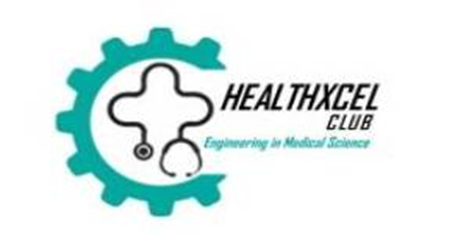 HEALTHXCEL
CLUB
Engineering in Medical Science